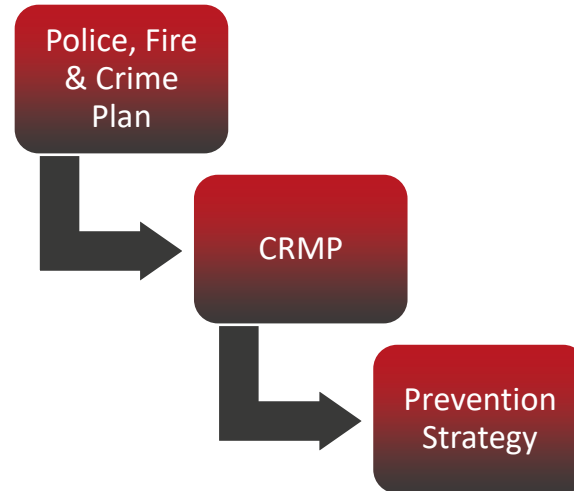 Police, Fire
& Crime
Plan
CRMP
Prevention
Strategy